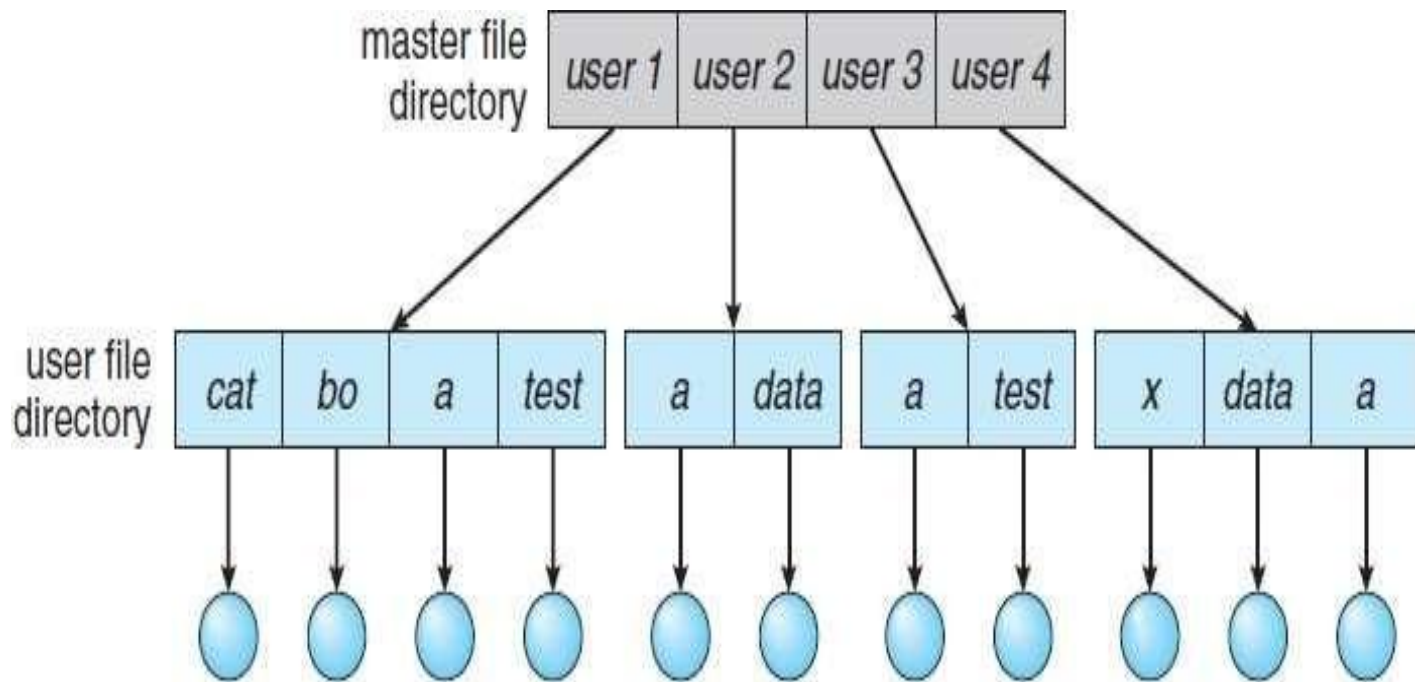 master file
directory
user 1 user 2 user 3 user 4
user file
directory
cat bo a test a data a test x data a